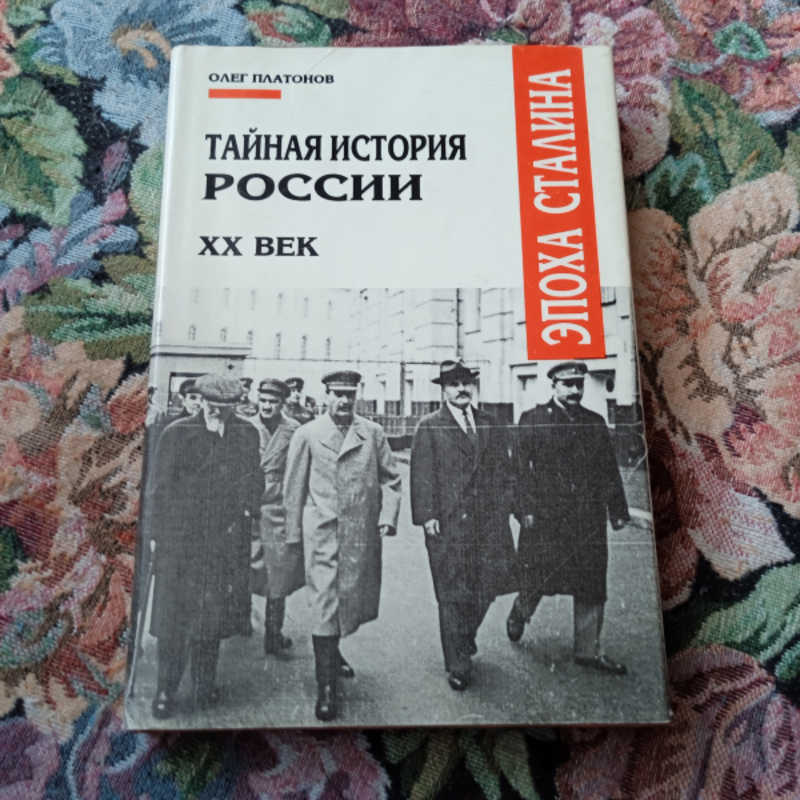 ОЛЕГ ПЛАТОНОВ
ТАЙНАЯ ИСТОРИЯ
РОССИИ
XX ВЕК
ЭПОХА СТАЛИНА